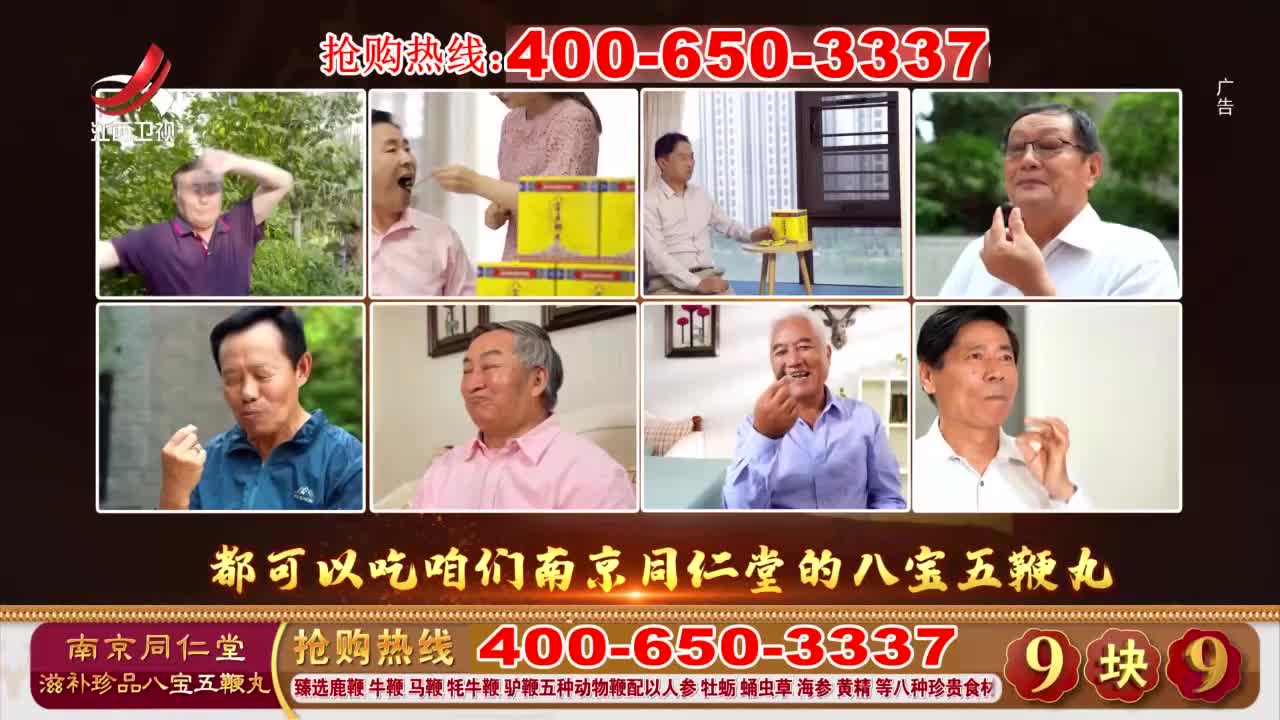 抢购热线:400-650-3337
江西卫视
广告
都可以吃咱们南京同仁堂的八宝五鞭丸
南京同仁堂
滋补珍品八宝五鞭丸
抢购热线 400-650-3337
臻选鹿鞭 牛鞭 马鞭 牦牛鞭 驴鞭五种动物鞭配以人参 牡蛎 蛹虫草 海参 黄精 等八种珍贵食材
9块9